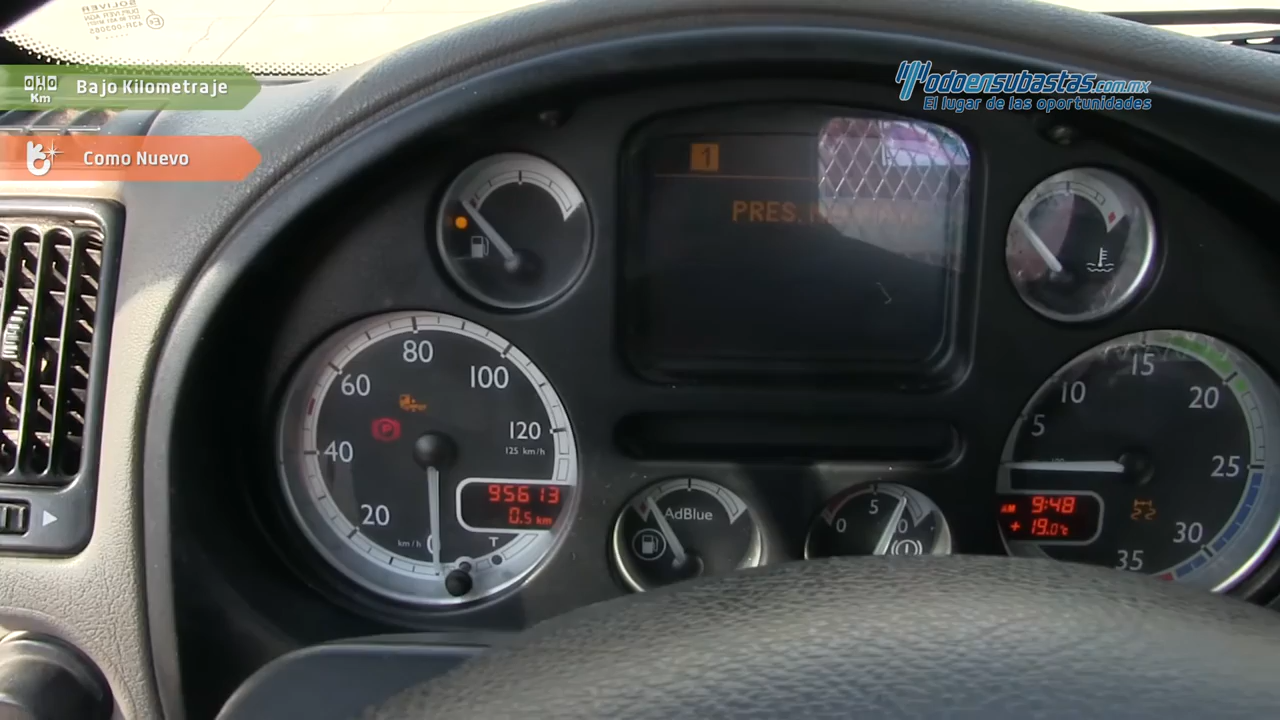 Bajo Kilometraje
Km
Como Nuevo
Todoensubastas.com.mx
El lugar de las oportunidades
1
PRES.
80
60
100
40
120
125 km/h
20
km/h
0
95613
0.5 km
T
AdBlue
0
5
15
10
20
5
25
30
35
AM 9:48
+ 19.0°c